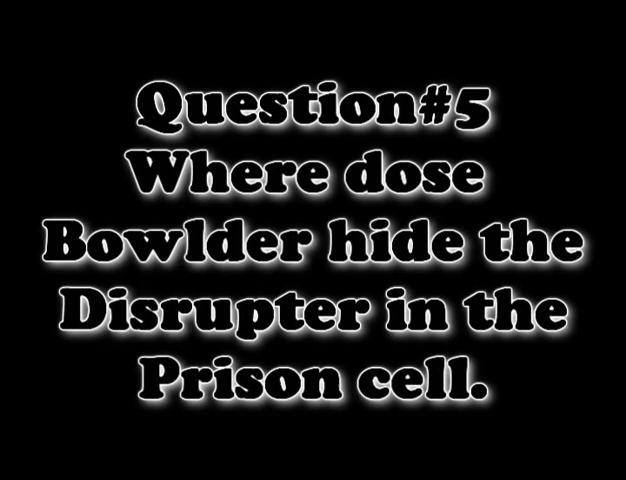 Question#5
Where dose
Bowlder hide the
Disrupter in the
Prison cell.